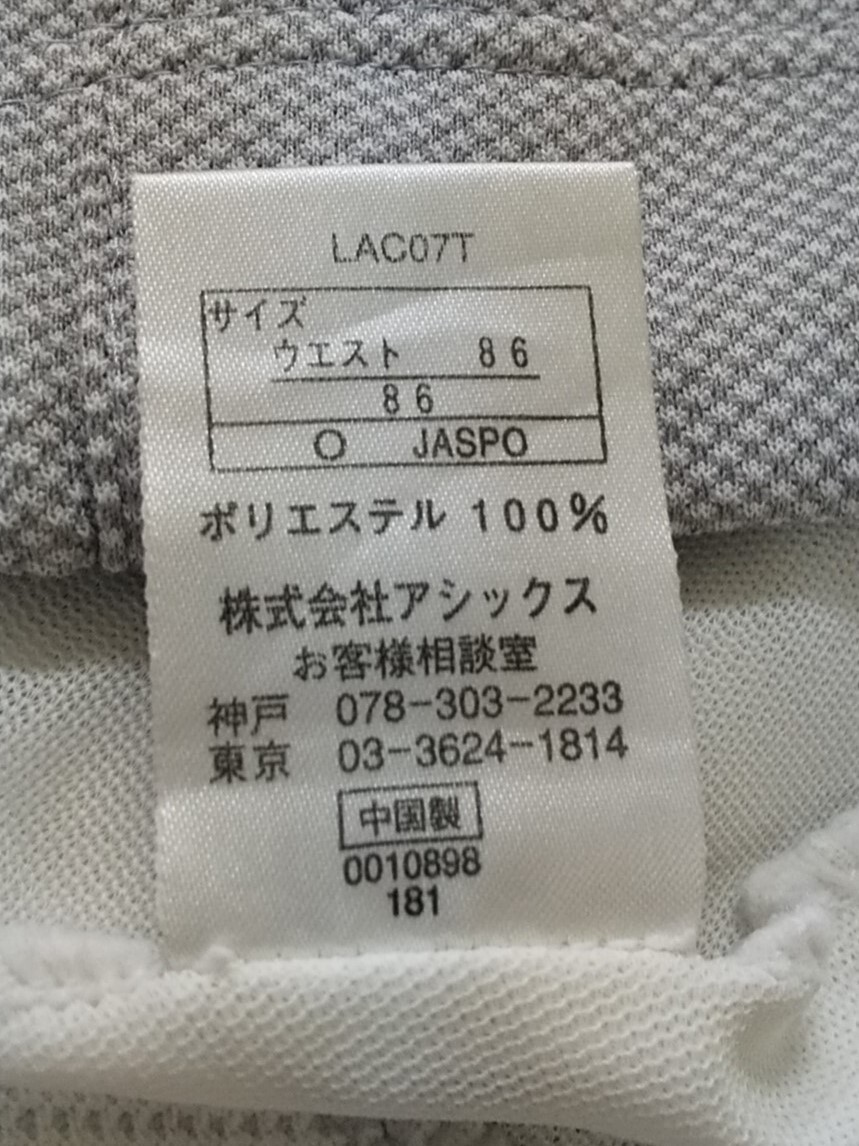 LAC07T
サイズ
ウエスト 86
86
○ JASPO
ポリエステル 100%
株式会社アシックス
お客様相談室
神戸 078-303-2233
東京 03-3624-1814
中国製
0010898
181